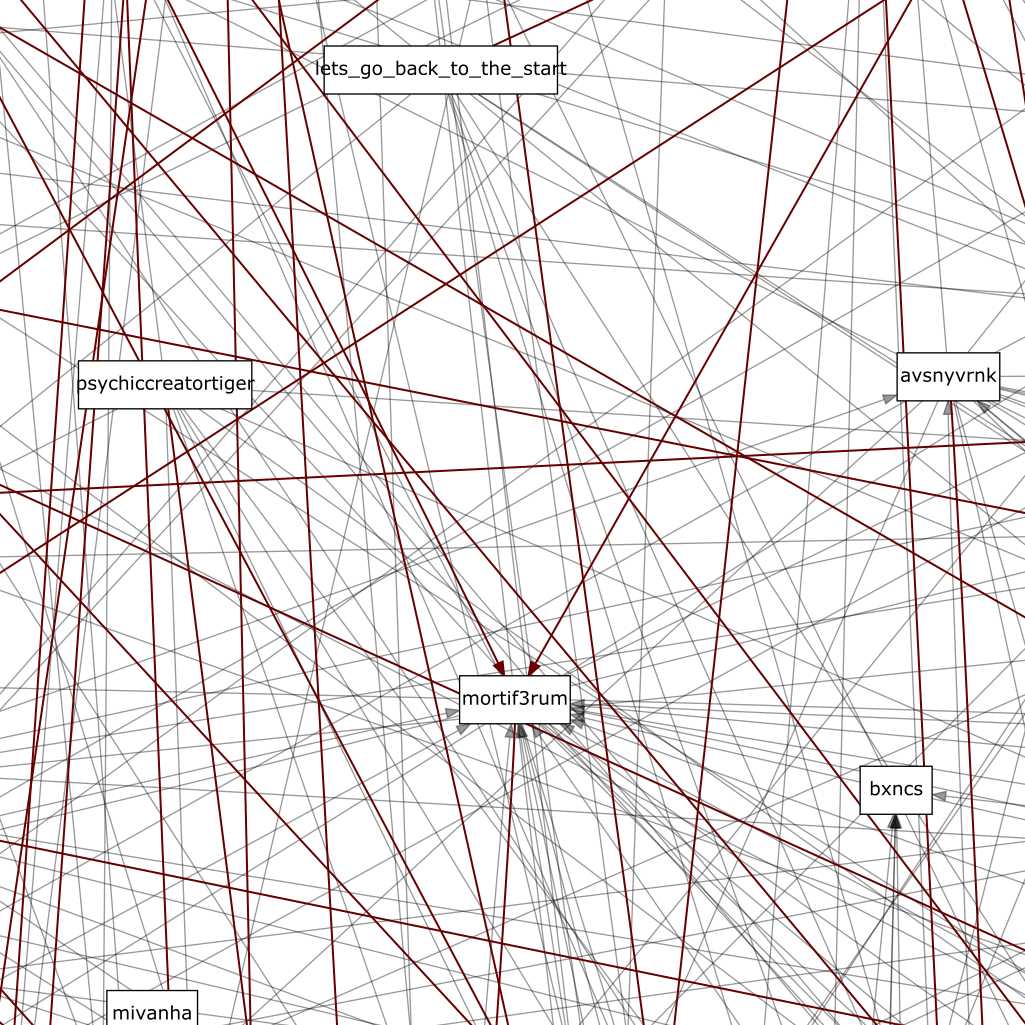 lets_go_back_to_the_start
psychiccreatortiger
avsnyvrnk
mortif3rum
bxncs
mivanha